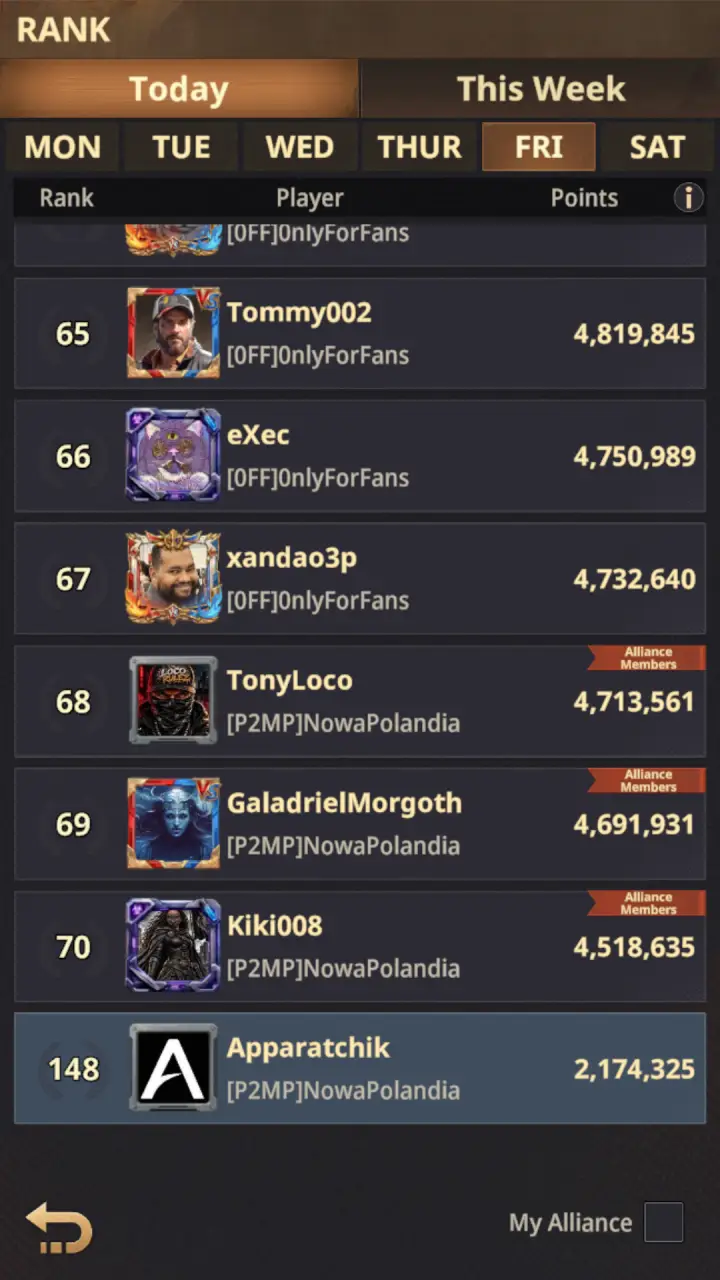 RANK
Today
This Week
MON
TUE
WED
THUR
FRI
SAT
Rank
Player
Points
[0FF]0nlyForFans
65
Tommy002
[0FF]0nlyForFans
4,819,845
66
eXec
[0FF]0nlyForFans
4,750,989
67
xandao3p
[0FF]0nlyForFans
4,732,640
68
TonyLoco
[P2MP]NowaPolandia
Alliance
Members
4,713,561
69
GaladrielMorgoth
[P2MP]NowaPolandia
Alliance
Members
4,691,931
70
Kiki008
[P2MP]NowaPolandia
Alliance
Members
4,518,635
148
Apparatchik
[P2MP]NowaPolandia
2,174,325
My Alliance